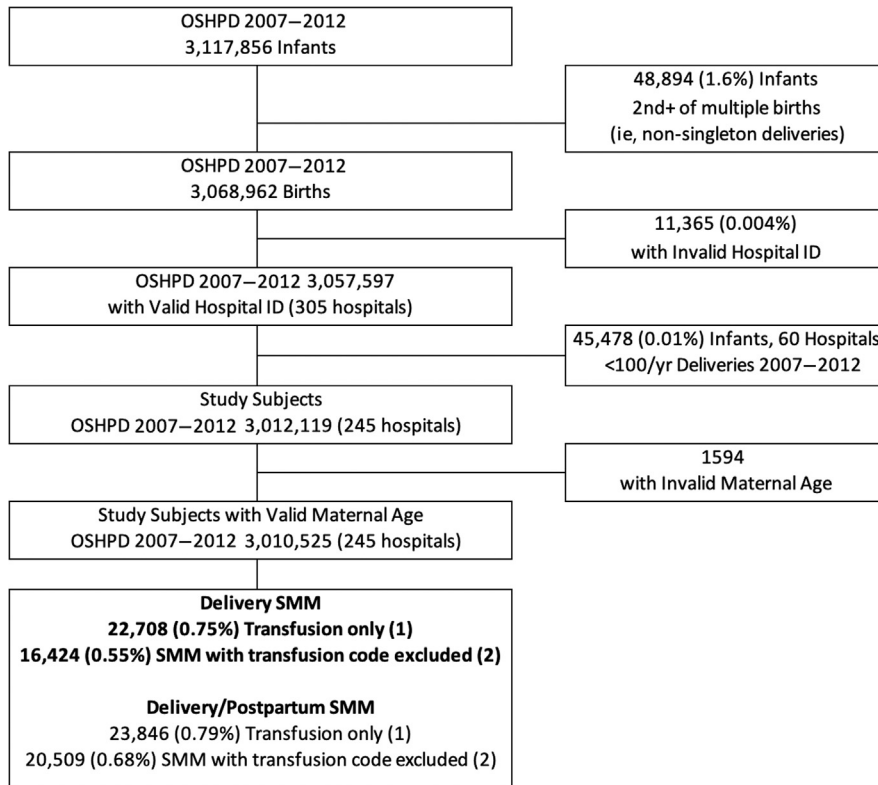 OSHPD 2007–2012
3,117,856 Infants
48,894 (1.6%) Infants
2nd+ of multiple births
(ie, non-singleton deliveries)
OSHPD 2007–2012
3,068,962 Births
11,365 (0.004%)
with Invalid Hospital ID
OSHPD 2007–2012 3,057,597
with Valid Hospital ID (305 hospitals)
45,478 (0.01%) Infants, 60 Hospitals
<100/yr Deliveries 2007–2012
Study Subjects
OSHPD 2007–2012 3,012,119 (245 hospitals)
1594
with Invalid Maternal Age
Study Subjects with Valid Maternal Age
OSHPD 2007–2012 3,010,525 (245 hospitals)
Delivery SMM
22,708 (0.75%) Transfusion only (1)
16,424 (0.55%) SMM with transfusion code excluded (2)
Delivery/Postpartum SMM
23,846 (0.79%) Transfusion only (1)
20,509 (0.68%) SMM with transfusion code excluded (2)